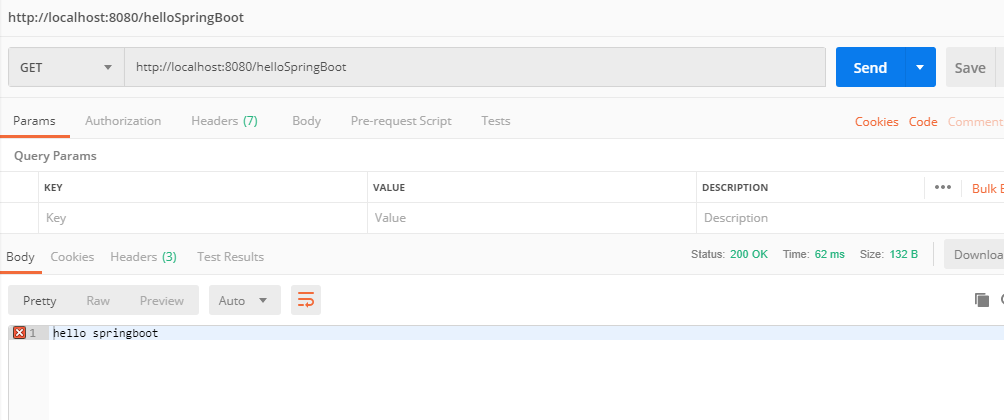 http://localhost:8080/helloSpringBoot
GET http://localhost:8080/helloSpringBoot Send Save
Params Authorization Headers (7) Body Pre-request Script Tests Cookies Code Comment
Query Params
KEY VALUE DESCRIPTION ••• Bulk E
Key Value Description
Body Cookies Headers (3) Test Results Status: 200 OK Time: 62 ms Size: 132 B Downloa
Pretty Raw Preview Auto
1 hello springboot